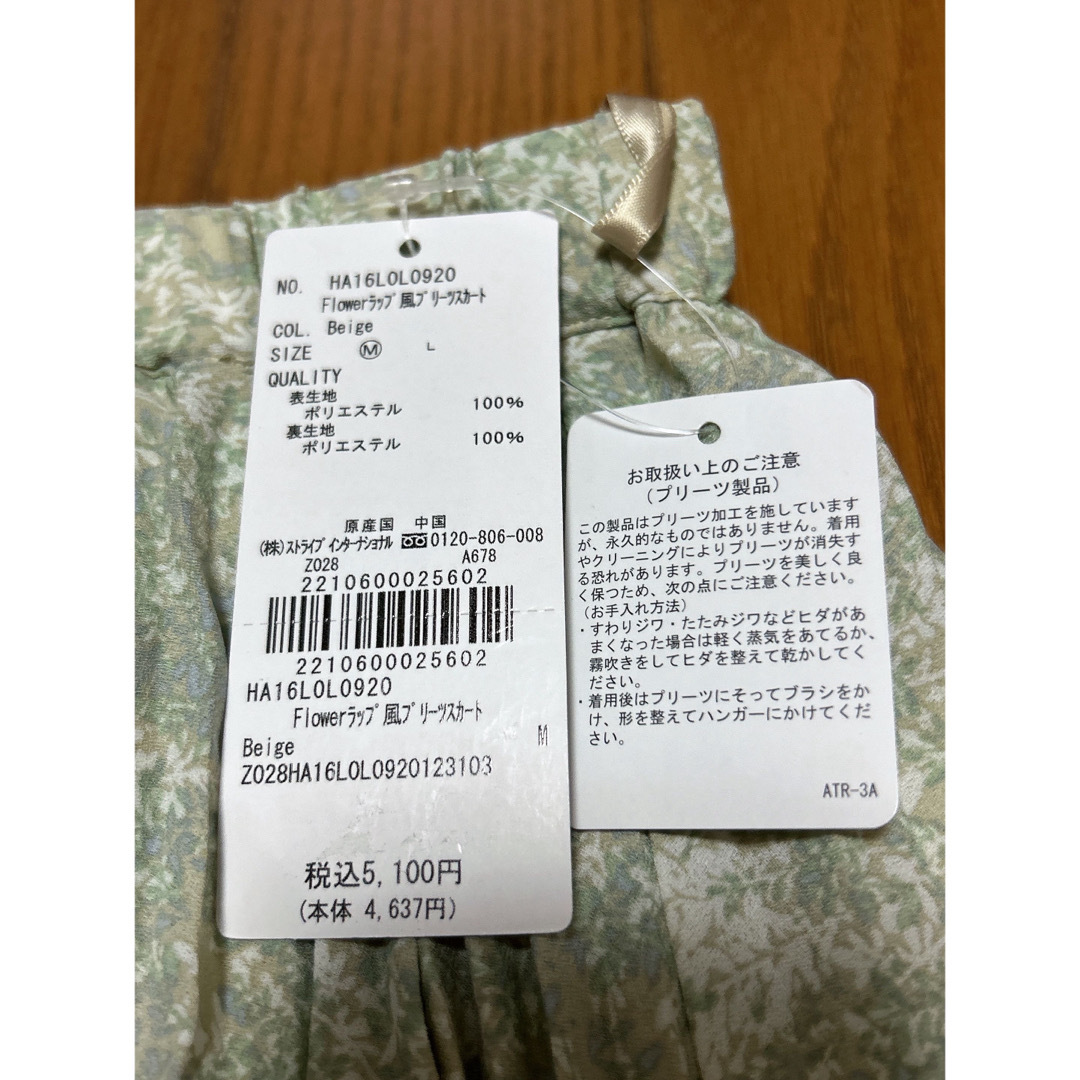 NO. HA16L0L0920
Flowerラップ風プリーツスカート
COL. Beige
SIZE Ⓜ L
QUALITY
表生地
ポリエステル 100%
裏生地
ポリエステル 100%
原産国 中国
(株)ストライプインターナショナル 0120-806-008
Z028 A678
2210600025602
2210600025602
HA16L0L0920
Flowerラップ風プリーツスカート
Beige M
Z028HA16L0L0920123103
税込5,100円
(本体 4,637円)
お取扱い上のご注意
(プリーツ製品)
この製品はプリーツ加工を施しています
が、永久的なものではありません。着用
やクリーニングによりプリーツが消失す
る恐れがあります。プリーツを美しく良
く保つため、次の点にご注意ください。
(お手入れ方法)
・すわりジワ・たたみジワなどヒダがあ
まくなった場合は軽く蒸気をあてるか、
霧吹きをしてヒダを整えて乾かしてく
ださい。
・着用後はプリーツにそってブラシをか
け、形を整えてハンガーにかけてくだ
さい。
ATR-3A